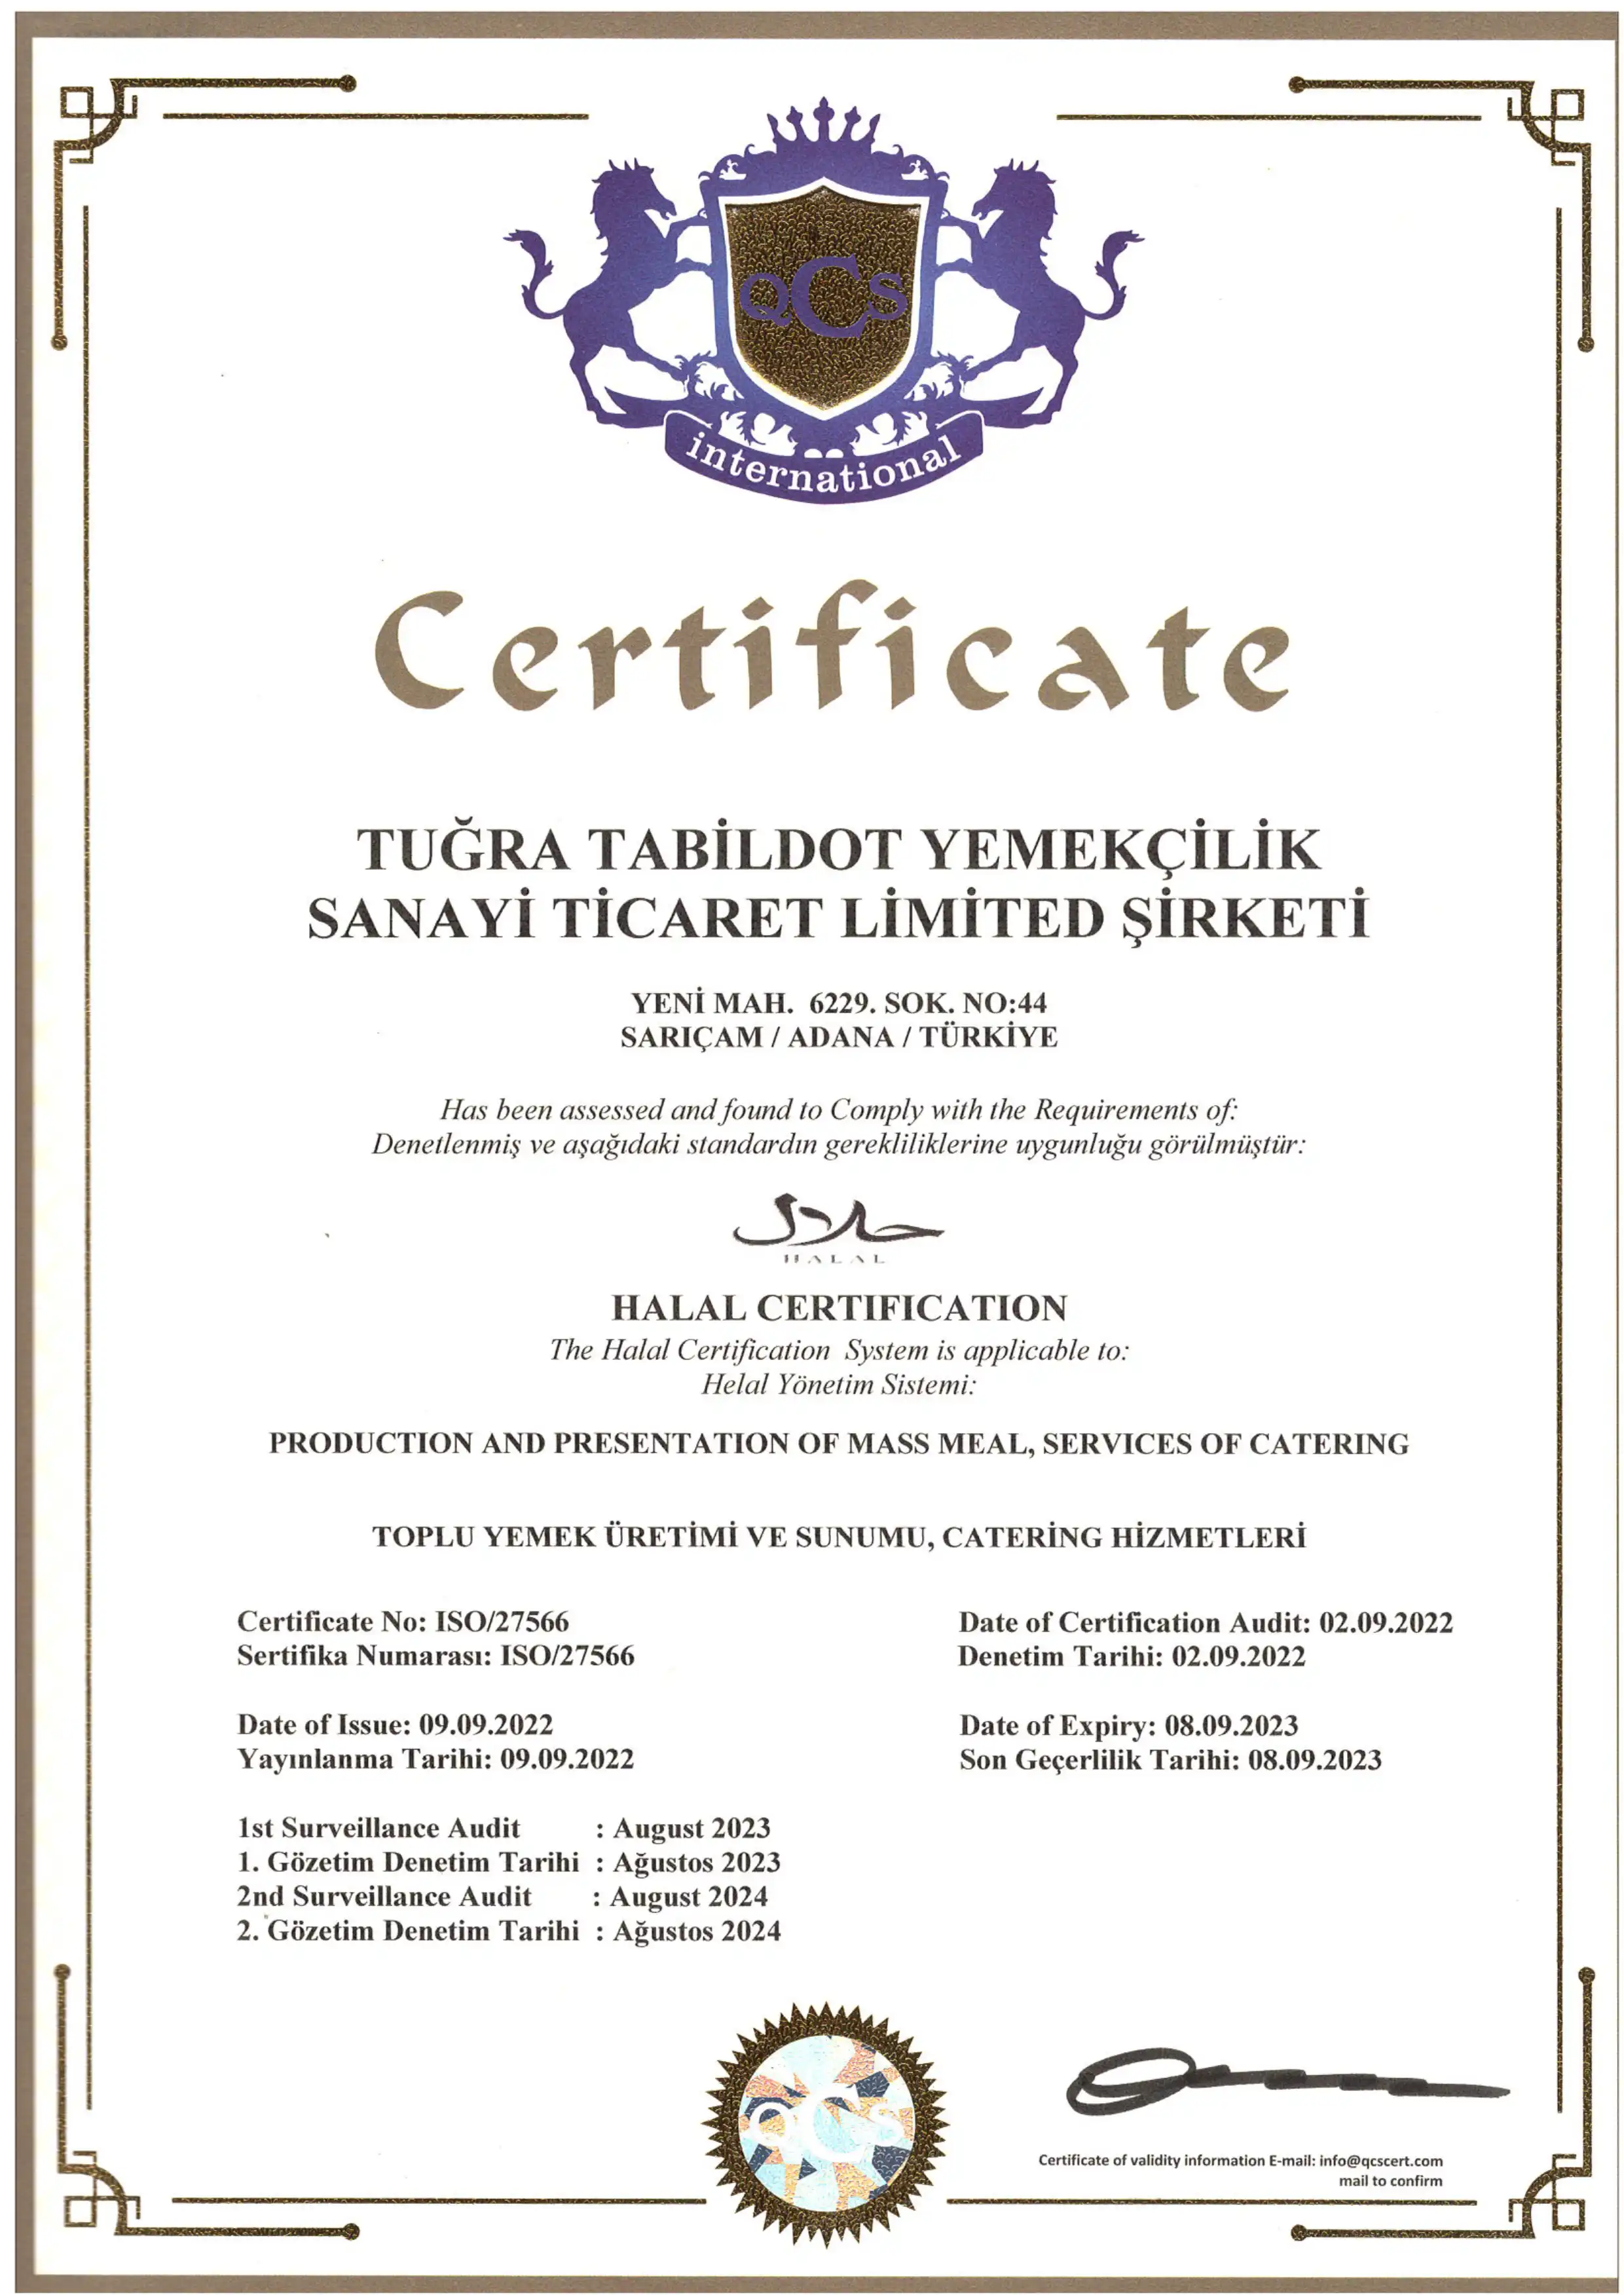 QCS
international
Certificate
TUĞRA TABİLDOT YEMEKÇİLİK
SANAYİ TİCARET LİMİTED ŞİRKETİ
YENİ MAH. 6229. SOK. NO:44
SARIÇAM / ADANA / TÜRKİYE
Has been assessed and found to Comply with the Requirements of:
Denetlenmiş ve aşağıdaki standardın gerekliliklerine uygunluğu görülmüştür:
حلال
HALAL
HALAL CERTIFICATION
The Halal Certification System is applicable to:
Helal Yönetim Sistemi:
PRODUCTION AND PRESENTATION OF MASS MEAL, SERVICES OF CATERING
TOPLU YEMEK ÜRETİMİ VE SUNUMU, CATERİNG HİZMETLERİ
Certificate No: ISO/27566
Sertifika Numarası: ISO/27566
Date of Certification Audit: 02.09.2022
Denetim Tarihi: 02.09.2022
Date of Issue: 09.09.2022
Yayınlanma Tarihi: 09.09.2022
Date of Expiry: 08.09.2023
Son Geçerlilik Tarihi: 08.09.2023
1st Surveillance Audit : August 2023
1. Gözetim Denetim Tarihi : Ağustos 2023
2nd Surveillance Audit : August 2024
2. Gözetim Denetim Tarihi : Ağustos 2024
QCS
Certificate of validity information E-mail: info@qcscert.com
mail to confirm